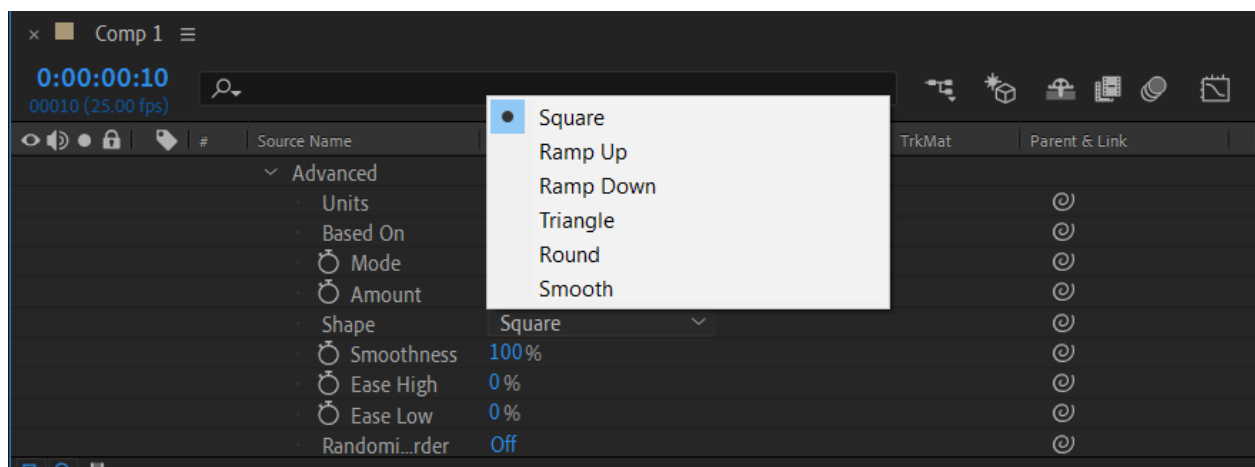 × Comp 1 ≡
0:00:00:10
00010 (25.00 fps)
# Source Name TrkMat Parent & Link
Square
Ramp Up
Ramp Down
Triangle
Round
Smooth
Advanced
Units
Based On
Mode
Amount
Shape Square
Smoothness 100%
Ease High 0%
Ease Low 0%
Randomi...rder Off